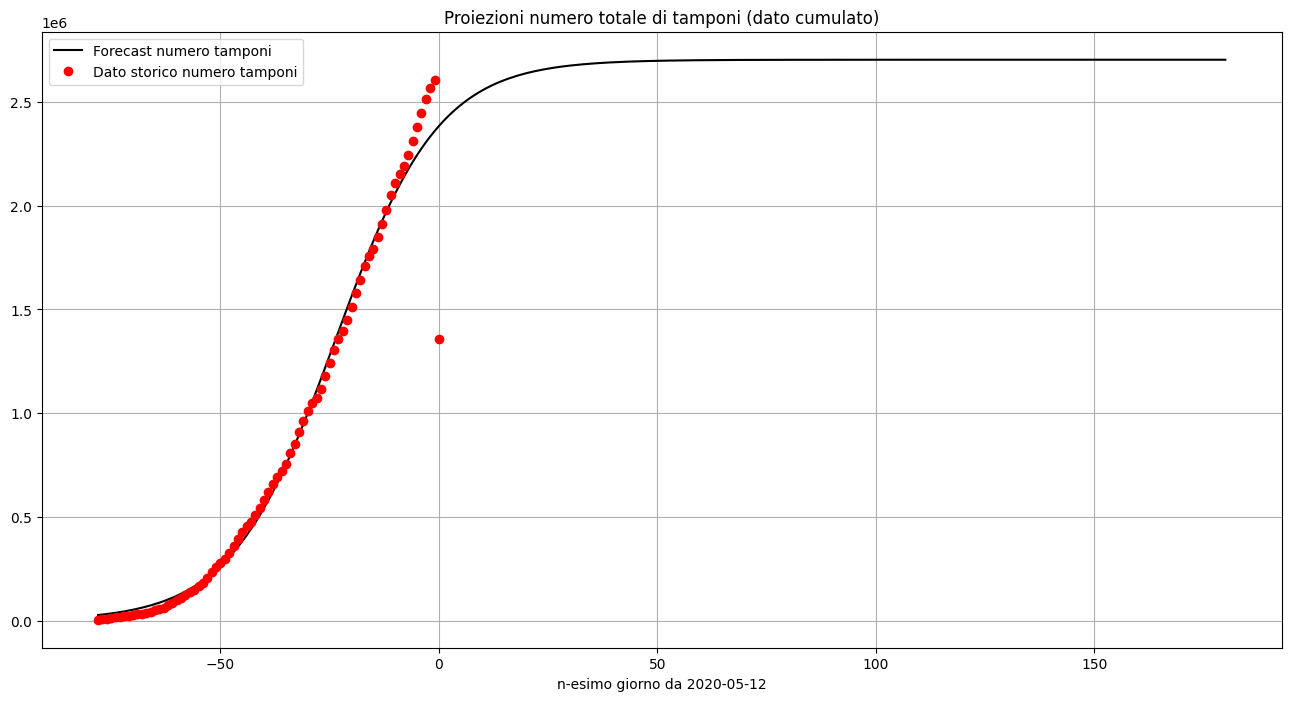 Proiezioni numero totale di tamponi (dato cumulato)
1e6
Forecast numero tamponi
Dato storico numero tamponi
2.5
2.0
1.5
1.0
0.5
0.0
−50
0
50
100
150
n-esimo giorno da 2020-05-12